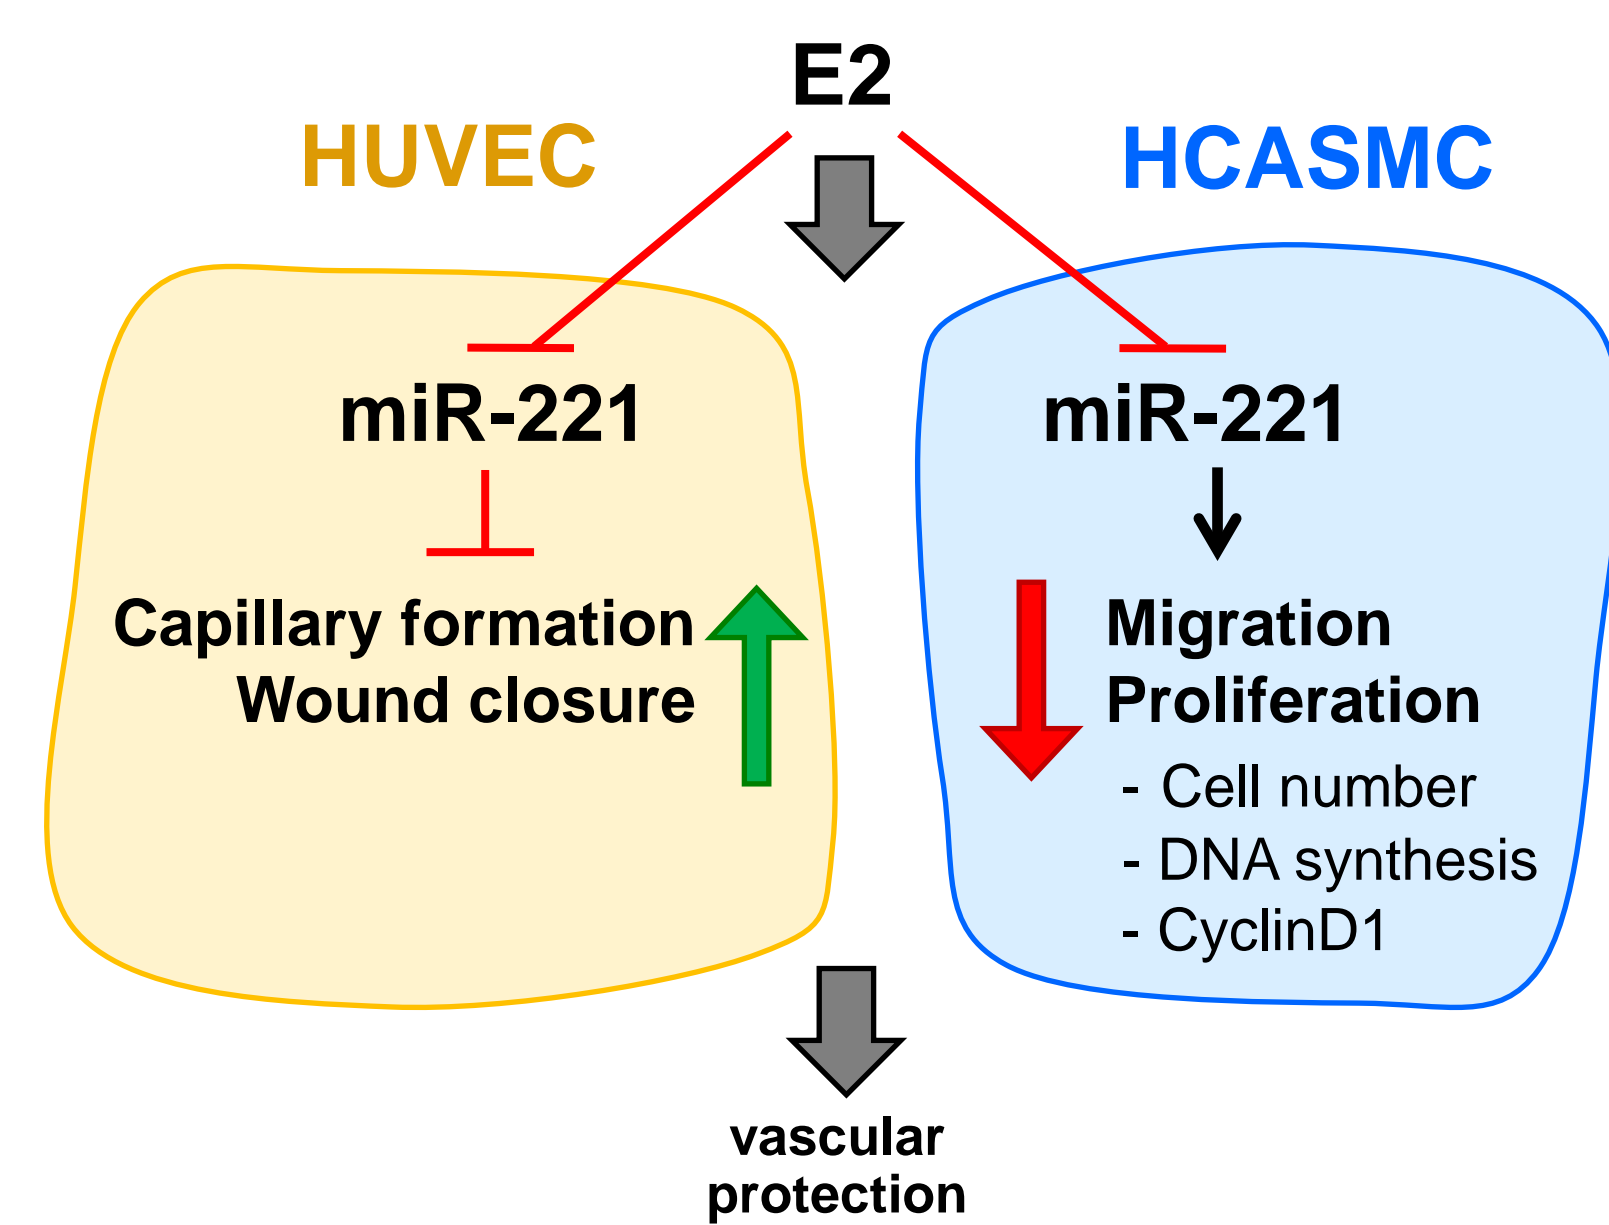 E2
HUVEC
HCASMC
miR-221
Capillary formation
Wound closure
miR-221
Migration
Proliferation
- Cell number
- DNA synthesis
- CyclinD1
vascular
protection